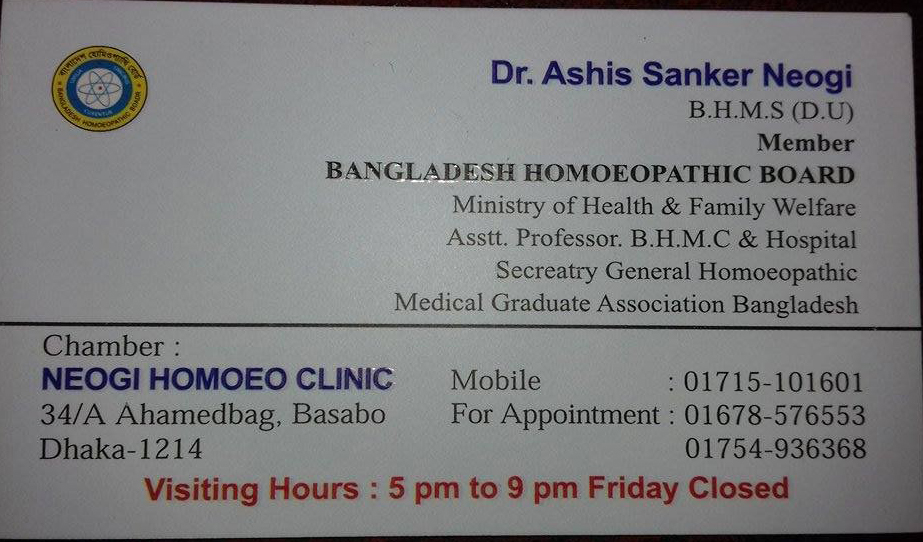 বাংলাদেশ হোমিওপ্যাথি বোর্ড
BANGLADESH HOMOEOPATHIC BOARD
Dr. Ashis Sanker Neogi
B.H.M.S (D.U)
Member
BANGLADESH HOMOEOPATHIC BOARD
Ministry of Health & Family Welfare
Asstt. Professor. B.H.M.C & Hospital
Secreatry General Homoeopathic
Medical Graduate Association Bangladesh
Chamber :
NEOGI HOMOEO CLINIC
34/A Ahamedbag, Basabo
Dhaka-1214
Mobile : 01715-101601
For Appointment : 01678-576553
01754-936368
Visiting Hours : 5 pm to 9 pm Friday Closed